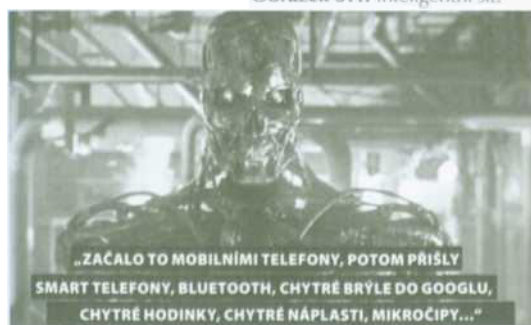 „ZAČALO TO MOBILNÍMI TELEFONY, POTOM PŘIŠLY
SMART TELEFONY, BLUETOOTH, CHYTRÉ BRÝLE DO GOOGLU,
CHYTRÉ HODINKY, CHYTRÉ NÁPLASTI, MIKROČIPY...“